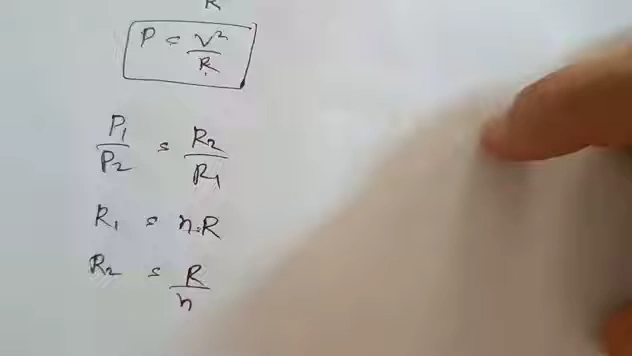 R
P = V²/R
P₁/P₂ = R₂/R₁
R₁ = n.R
R₂ = R/n